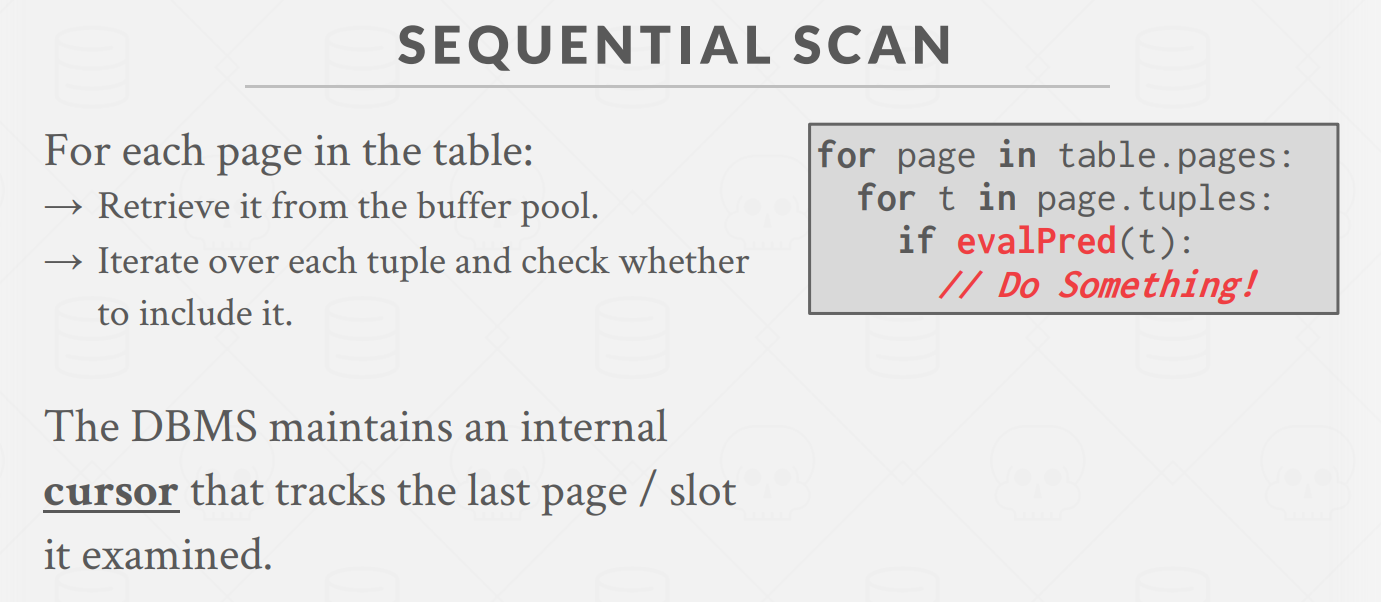 SEQUENTIAL SCAN
For each page in the table:
→ Retrieve it from the buffer pool.
→ Iterate over each tuple and check whether
to include it.
The DBMS maintains an internal
cursor that tracks the last page / slot
it examined.
for page in table.pages:
for t in page.tuples:
if evalPred(t):
// Do Something!